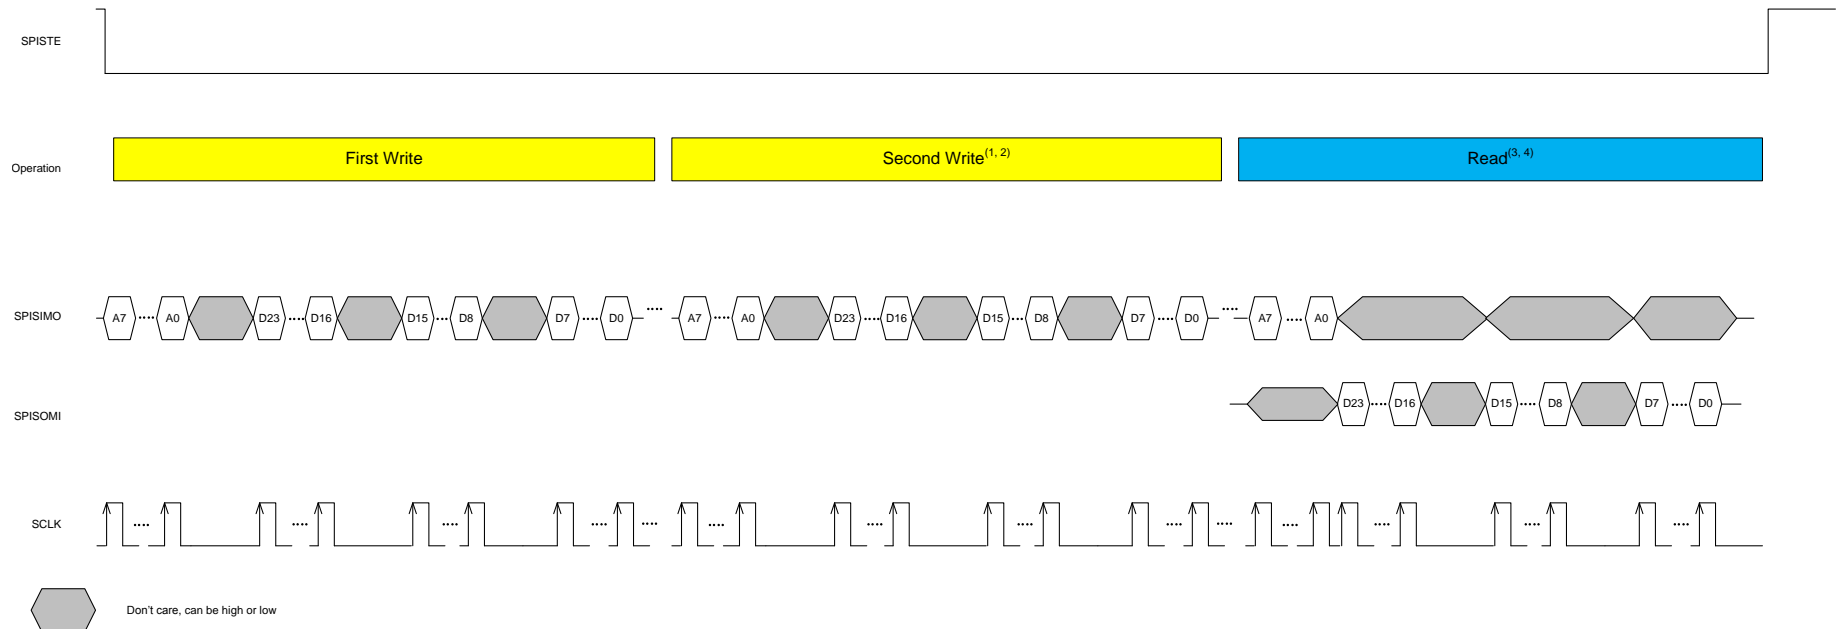 SPISTE
Operation
First Write
Second Write(1, 2)
Read(3, 4)
SPISIMO
A7 .... A0 D23 .... D16 D15 ... D8 D7 .... D0 .... A7 .... A0 D23 .... D16 D15 ... D8 D7 .... D0 .... A7 .... A0
SPISOMI
D23 .... D16 D15 .... D8 D7 .... D0
SCLK
.... .... .... .... .... .... .... .... .... .... .... .... .... ....
Don't care, can be high or low